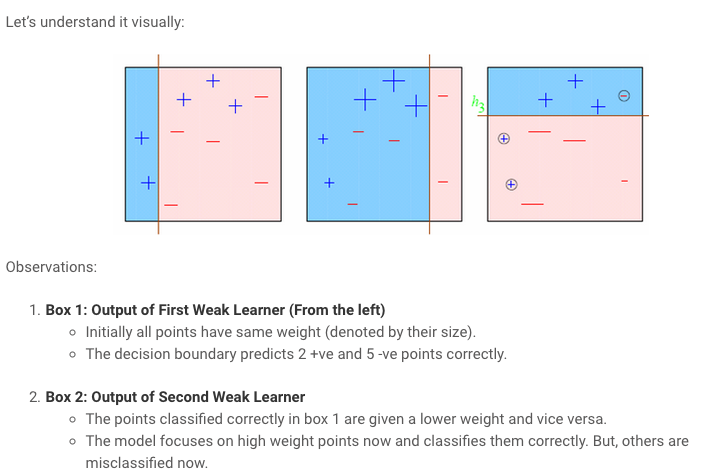 Let's understand it visually:
h3
Observations:
1. Box 1: Output of First Weak Learner (From the left)
Initially all points have same weight (denoted by their size).
The decision boundary predicts 2 +ve and 5 -ve points correctly.
2. Box 2: Output of Second Weak Learner
The points classified correctly in box 1 are given a lower weight and vice versa.
The model focuses on high weight points now and classifies them correctly. But, others are
misclassified now.